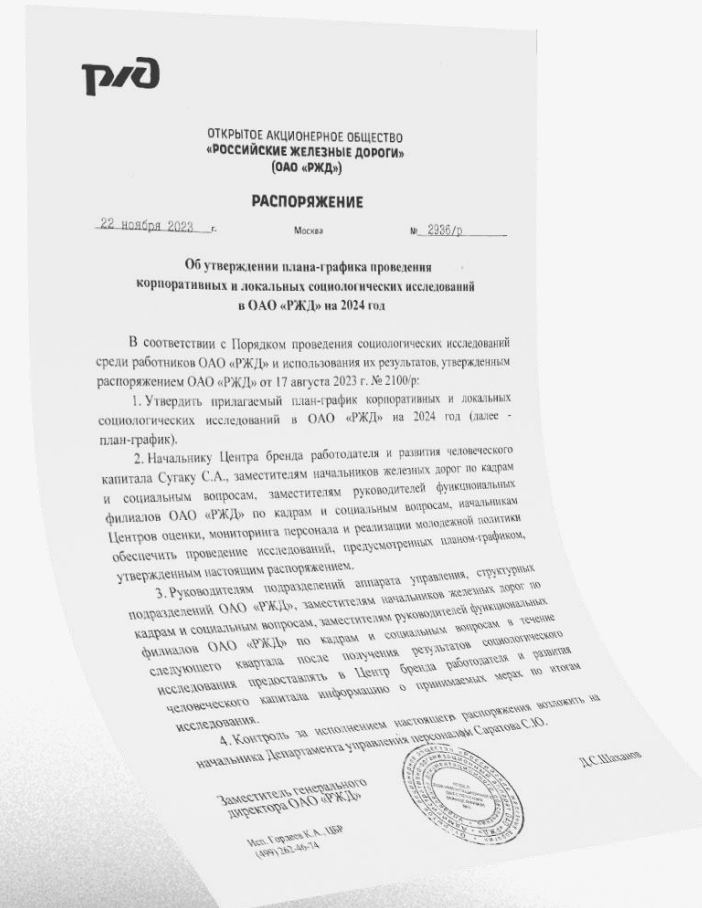 ржд
ОТКРЫТОЕ АКЦИОНЕРНОЕ ОБЩЕСТВО
«РОССИЙСКИЕ ЖЕЛЕЗНЫЕ ДОРОГИ»
(ОАО «РЖД»)
РАСПОРЯЖЕНИЕ
22 ноября 2023 г. Москва № 2936/р
Об утверждении плана-графика проведения
корпоративных и локальных социологических исследований
в ОАО «РЖД» на 2024 год
В соответствии с Порядком проведения социологических исследований
среди работников ОАО «РЖД» и использования их результатов, утвержденным
распоряжением ОАО «РЖД» от 17 августа 2023 г. № 2100/р:
1. Утвердить прилагаемый план-график корпоративных и локальных
социологических исследований в ОАО «РЖД» на 2024 год (далее -
план-график).
2. Начальнику Центра бренда работодателя и развития человеческого
капитала Сугаку С.А., заместителям начальников железных дорог по кадрам
и социальным вопросам, заместителям руководителей функциональных
филиалов ОАО «РЖД» по кадрам и социальным вопросам, начальникам
Центров оценки, мониторинга персонала и реализации молодежной политики
обеспечить проведение исследований, предусмотренных планом-графиком,
утвержденным настоящим распоряжением.
3. Руководителям подразделений аппарата управления, структурных
подразделений ОАО «РЖД», заместителям начальников железных дорог по
кадрам и социальным вопросам, заместителям руководителей функциональных
филиалов ОАО «РЖД» по кадрам и социальным вопросам в течение
следующего квартала после получения результатов социологического
исследования предоставлять в Центр бренда работодателя и развития
человеческого капитала информацию о принимаемых мерах по итогам
исследования.
4. Контроль за исполнением настоящего распоряжения возложить на
начальника Департамента управления персоналом Саратова С.Ю.
Заместитель генерального
директора ОАО «РЖД»
Д.С.Шаханов
Исп. Горлеев К.А., ЦБР
(499) 262-46-74